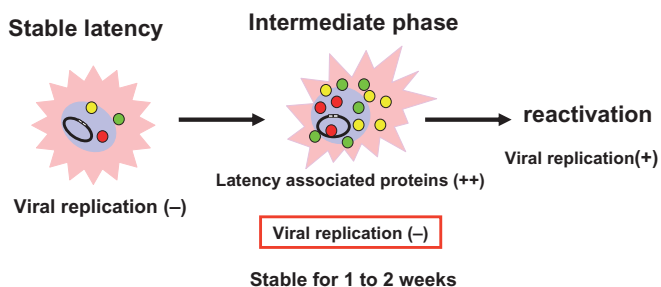 Stable latency
Intermediate phase
reactivation
Viral replication(+)
Latency associated proteins (++)
Viral replication (–)
Viral replication (–)
Stable for 1 to 2 weeks